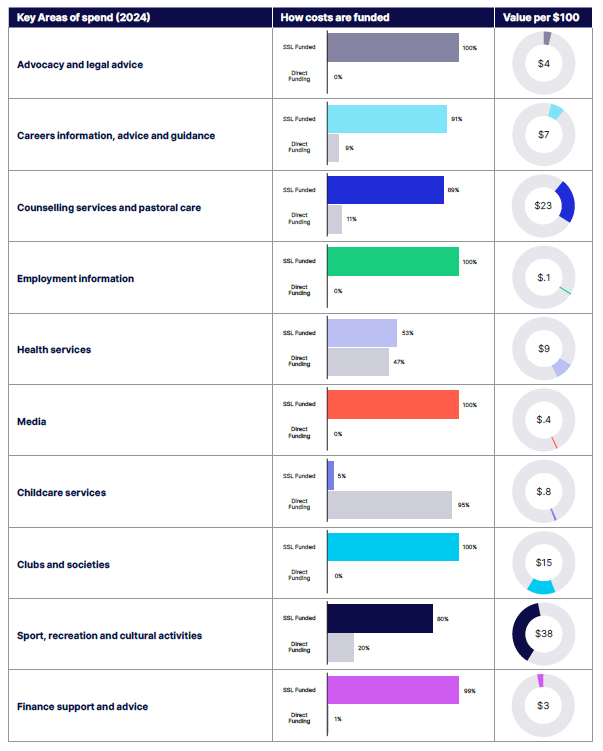 Key Areas of spend (2024) How costs are funded Value per $100
Advocacy and legal advice
SSL Funded 100%
Direct
Funding 0%
$4
Careers information, advice and guidance
SSL Funded 91%
Direct
Funding 9%
$7
Counselling services and pastoral care
SSL Funded 89%
Direct
Funding 11%
$23
Employment information
SSL Funded 100%
Direct
Funding 0%
$.1
Health services
SSL Funded 53%
Direct
Funding 47%
$9
Media
SSL Funded 100%
Direct
Funding 0%
$.4
Childcare services
SSL Funded 5%
Direct
Funding 95%
$.8
Clubs and societies
SSL Funded 100%
Direct
Funding 0%
$15
Sport, recreation and cultural activities
SSL Funded 80%
Direct
Funding 20%
$38
Finance support and advice
SSL Funded 99%
Direct
Funding 1%
$3